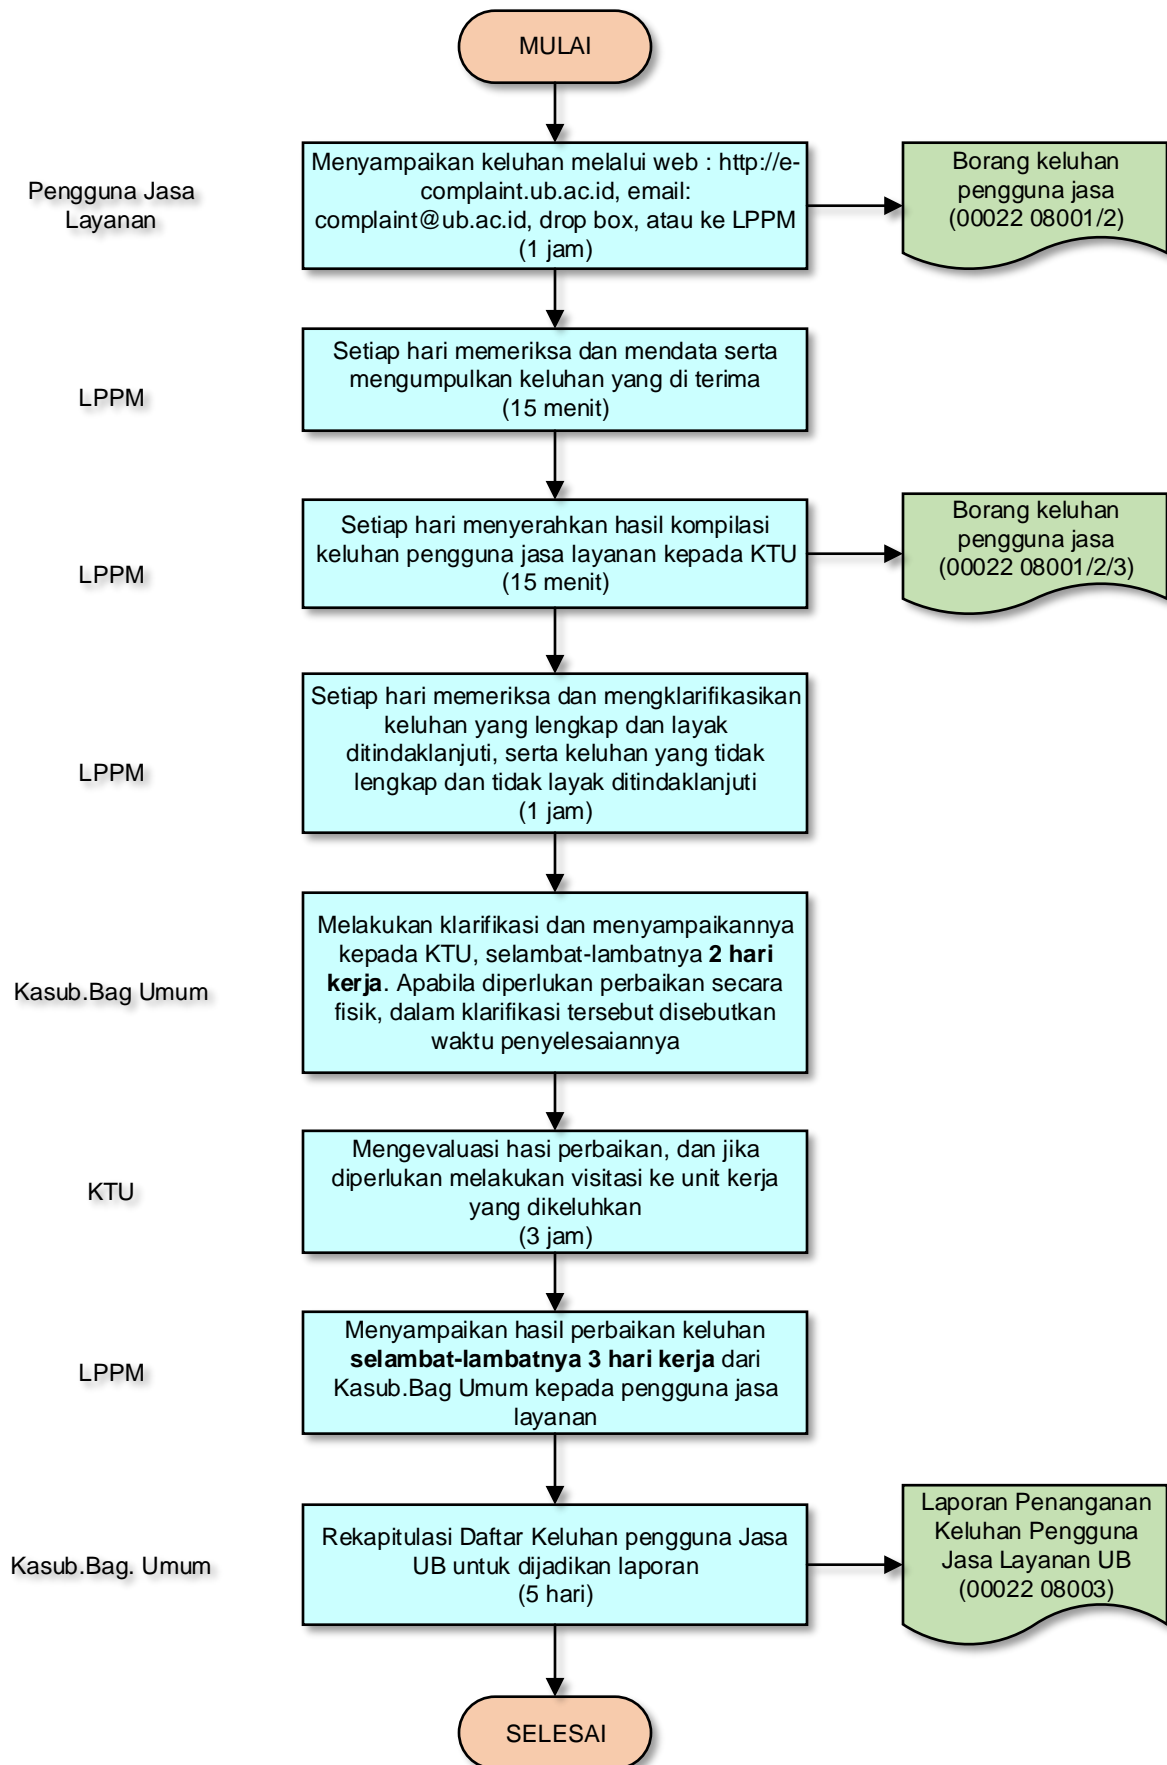 MULAI
Pengguna Jasa
Layanan
Menyampaikan keluhan melalui web : http://e-
complaint.ub.ac.id, email:
complaint@ub.ac.id, drop box, atau ke LPPM
(1 jam)
Borang keluhan
pengguna jasa
(00022 08001/2)
LPPM
Setiap hari memeriksa dan mendata serta
mengumpulkan keluhan yang di terima
(15 menit)
LPPM
Setiap hari menyerahkan hasil kompilasi
keluhan pengguna jasa layanan kepada KTU
(15 menit)
Borang keluhan
pengguna jasa
(00022 08001/2/3)
LPPM
Setiap hari memeriksa dan mengklarifikasikan
keluhan yang lengkap dan layak
ditindaklanjuti, serta keluhan yang tidak
lengkap dan tidak layak ditindaklanjuti
(1 jam)
Kasub.Bag Umum
Melakukan klarifikasi dan menyampaikannya
kepada KTU, selambat-lambatnya 2 hari
kerja. Apabila diperlukan perbaikan secara
fisik, dalam klarifikasi tersebut disebutkan
waktu penyelesaiannya
KTU
Mengevaluasi hasi perbaikan, dan jika
diperlukan melakukan visitasi ke unit kerja
yang dikeluhkan
(3 jam)
LPPM
Menyampaikan hasil perbaikan keluhan
selambat-lambatnya 3 hari kerja dari
Kasub.Bag Umum kepada pengguna jasa
layanan
Kasub.Bag. Umum
Rekapitulasi Daftar Keluhan pengguna Jasa
UB untuk dijadikan laporan
(5 hari)
Laporan Penanganan
Keluhan Pengguna
Jasa Layanan UB
(00022 08003)
SELESAI